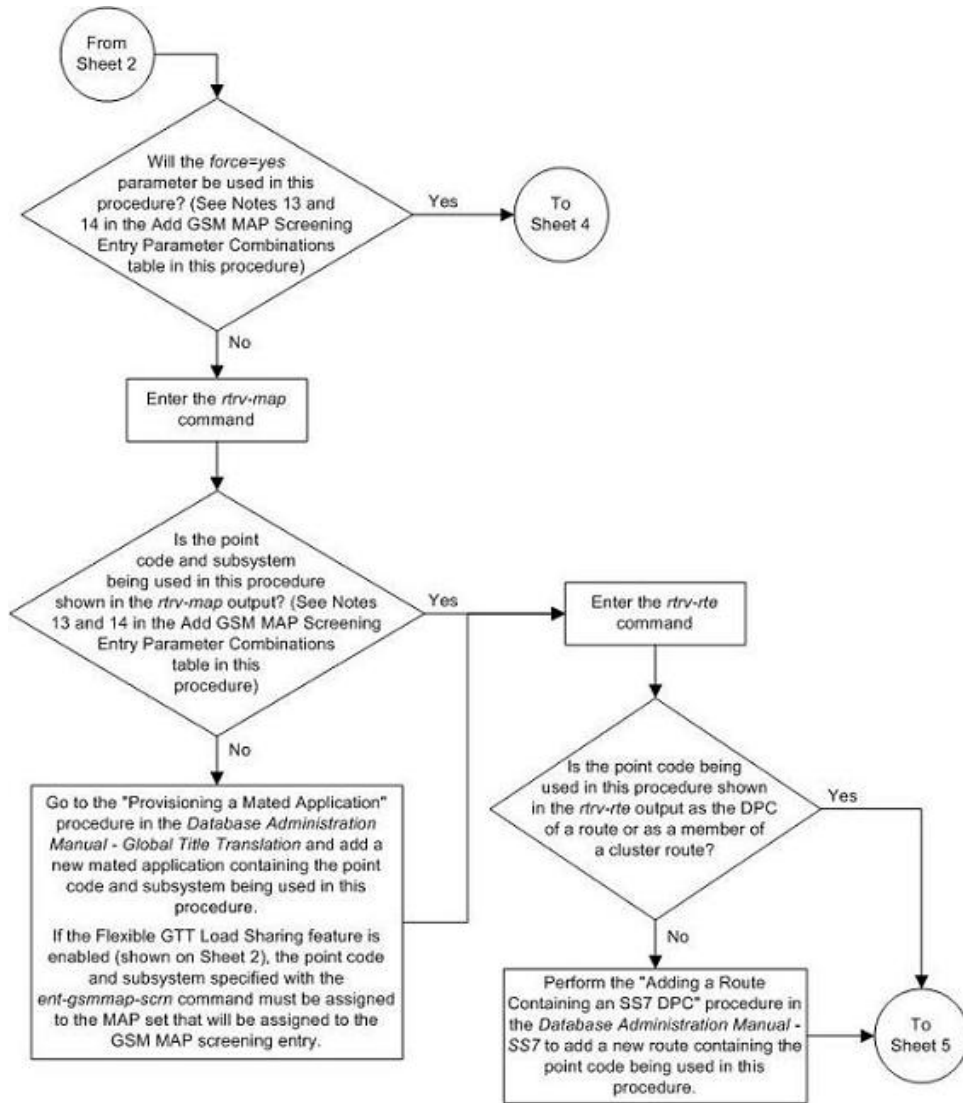 From
Sheet 2
Will the force=yes
parameter be used in this
procedure? (See Notes 13 and
14 in the Add GSM MAP Screening
Entry Parameter Combinations
table in this procedure)
Yes
To
Sheet 4
No
Enter the rtrv-map
command
Is the point
code and subsystem
being used in this procedure
shown in the rtrv-map output? (See Notes
13 and 14 in the Add GSM MAP Screening
Entry Parameter Combinations
table in this
procedure)
Yes
Enter the rtrv-rte
command
No
Go to the "Provisioning a Mated Application"
procedure in the Database Administration
Manual - Global Title Translation and add a
new mated application containing the point
code and subsystem being used in this
procedure.
If the Flexible GTT Load Sharing feature is
enabled (shown on Sheet 2), the point code
and subsystem specified with the
ent-gsmmap-scrn command must be assigned
to the MAP set that will be assigned to the
GSM MAP screening entry.
Is the point code being
used in this procedure shown
in the rtrv-rte output as the DPC
of a route or as a member of
a cluster route?
Yes
No
Perform the "Adding a Route
Containing an SS7 DPC" procedure in
the Database Administration Manual -
SS7 to add a new route containing the
point code being used in this
procedure.
To
Sheet 5